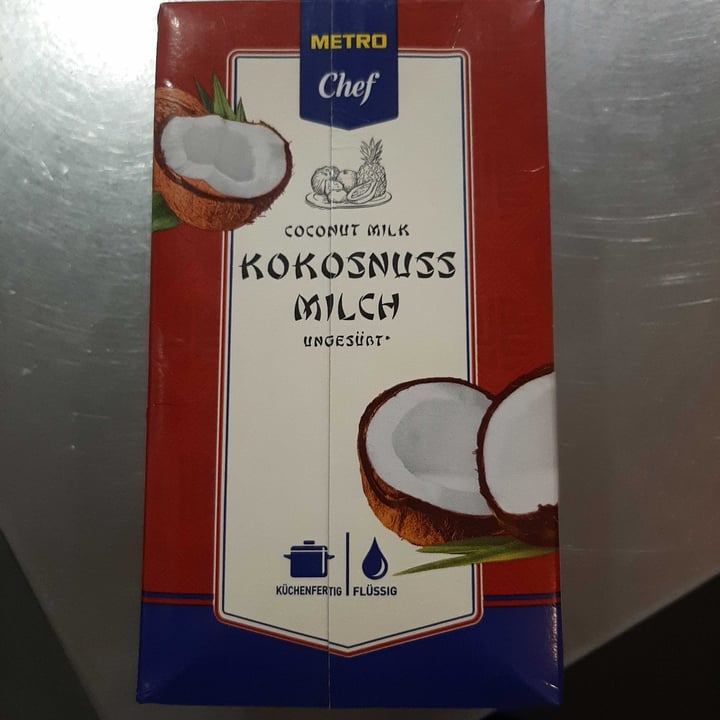 METRO
Chef
COCONUT MILK
KOKOSNUSS
MILCH
UNGESÜßT*
KÜCHENFERTIG | FLÜSSIG